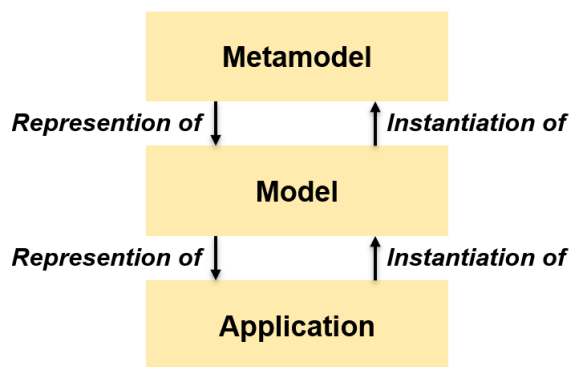 Metamodel
Represention of
Instantiation of
Model
Represention of
Instantiation of
Application